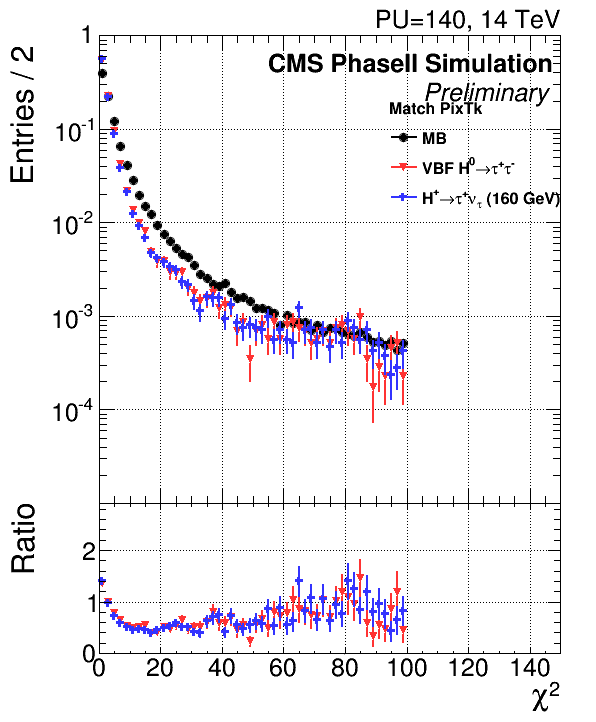 PU=140, 14 TeV
CMS PhaseII Simulation
Preliminary
Match PixTk
MB
VBF H⁰→τ⁺τ⁻
H⁺→τ⁺ν_τ (160 GeV)
Entries / 2
1
10⁻¹
10⁻²
10⁻³
10⁻⁴
Ratio
2
1
0
0 20 40 60 80 100 120 140
χ²